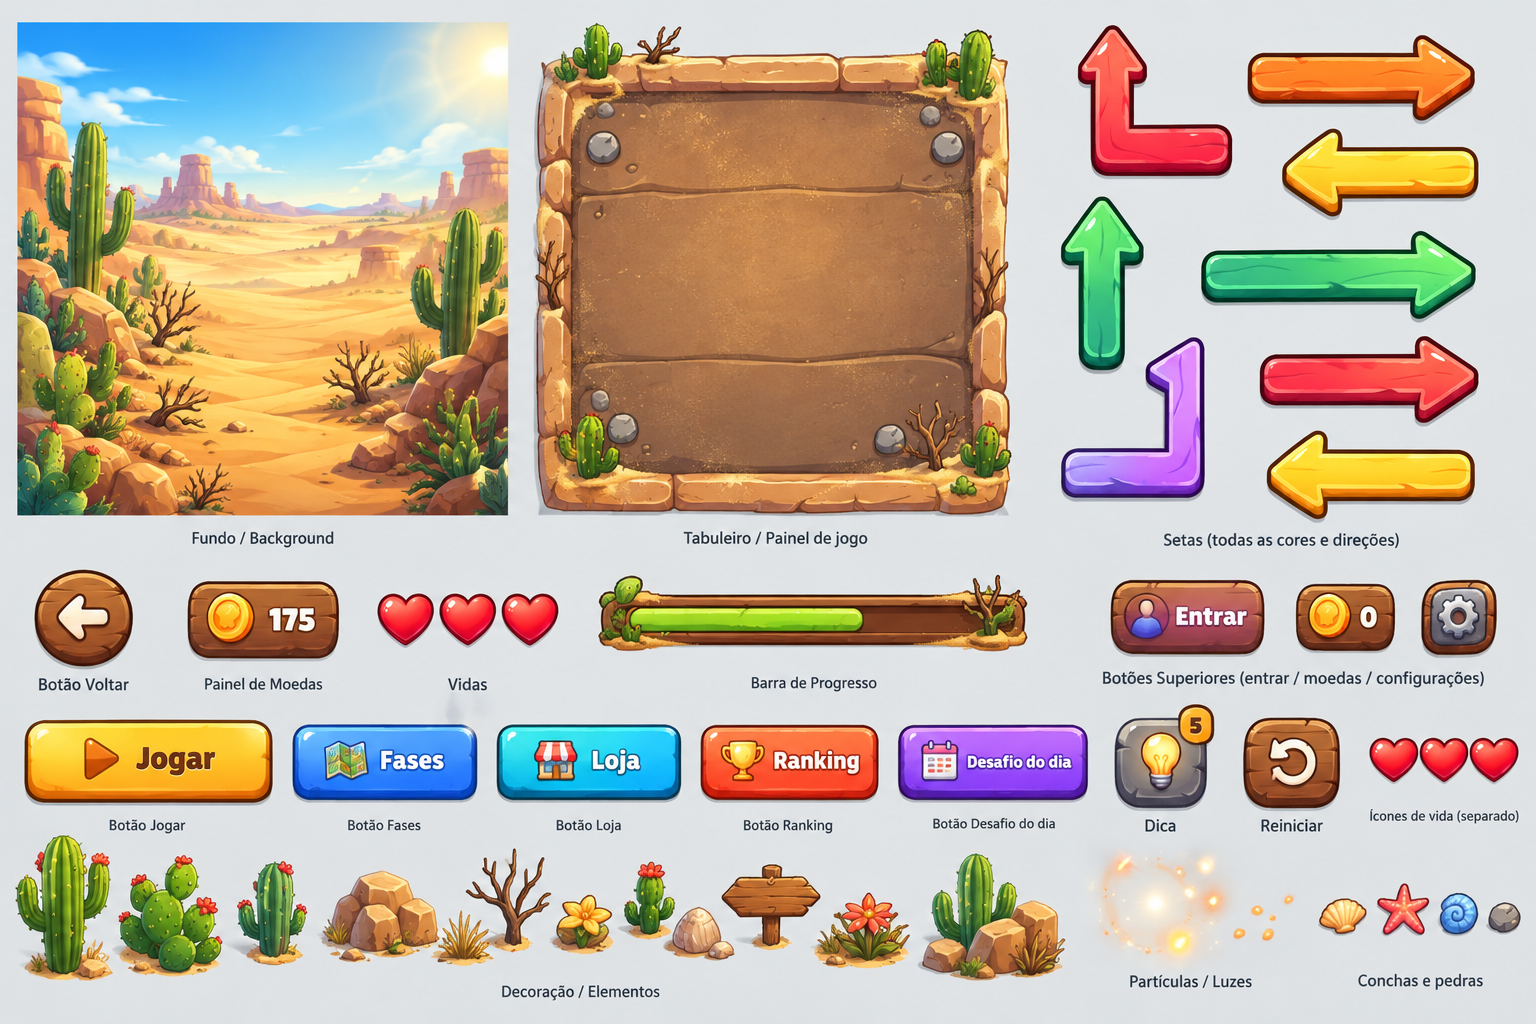 Fundo / Background
Tabuleiro / Painel de jogo
Setas (todas as cores e direções)
175
Entrar
0
Botão Voltar
Painel de Moedas
Vidas
Barra de Progresso
Botões Superiores (entrar / moedas / configurações)
Jogar
Fases
Loja
Ranking
Desafio do dia
5
Botão Jogar
Botão Fases
Botão Loja
Botão Ranking
Botão Desafio do dia
Dica
Reiniciar
Ícones de vida (separado)
Decoração / Elementos
Partículas / Luzes
Conchas e pedras